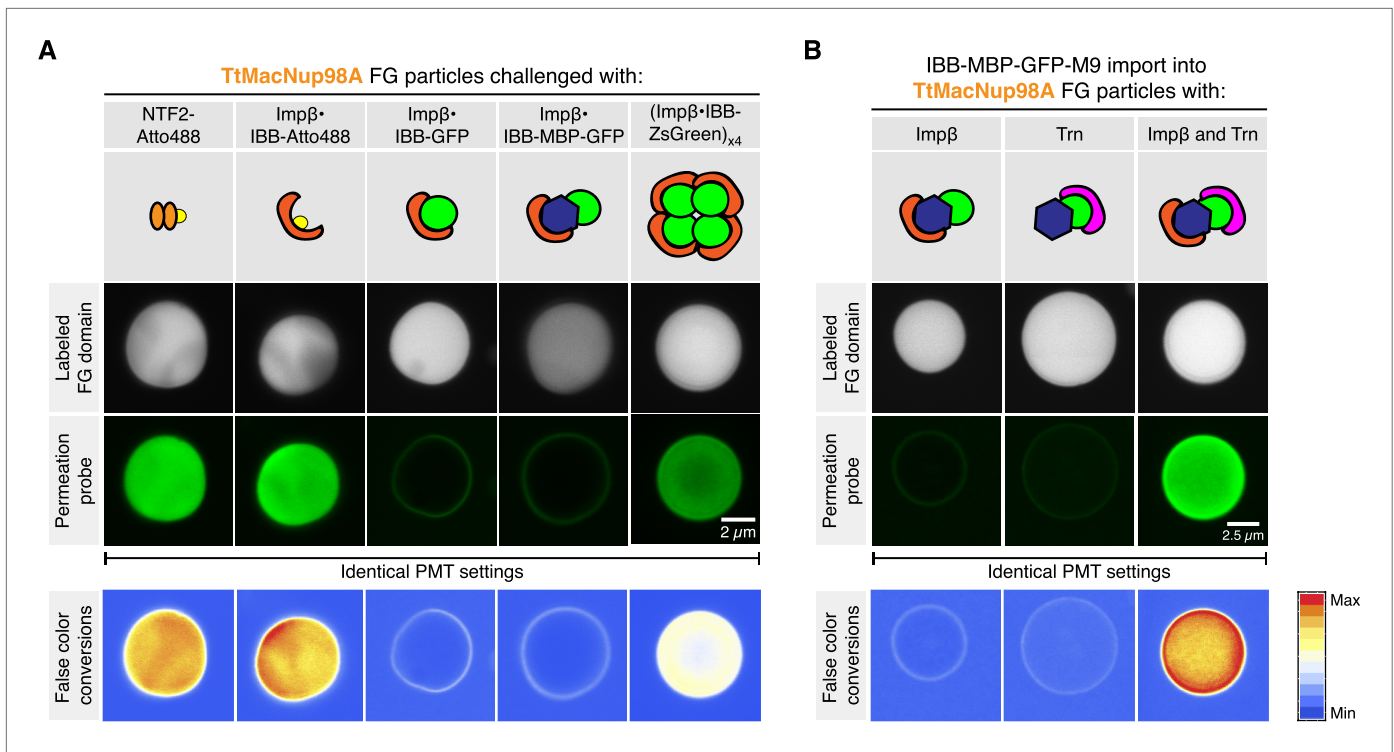 A
TtMacNup98A FG particles challenged with:
NTF2-
Atto488
Impβ•
IBB-Atto488
Impβ•
IBB-GFP
Impβ•
IBB-MBP-GFP
(Impβ•IBB-
ZsGreen)x4
Labeled
FG domain
Permeation
probe
2 µm
Identical PMT settings
False color
conversions
B
IBB-MBP-GFP-M9 import into
TtMacNup98A FG particles with:
Impβ
Trn
Impβ and Trn
Labeled
FG domain
Permeation
probe
2.5 µm
Identical PMT settings
False color
conversions
Max
Min